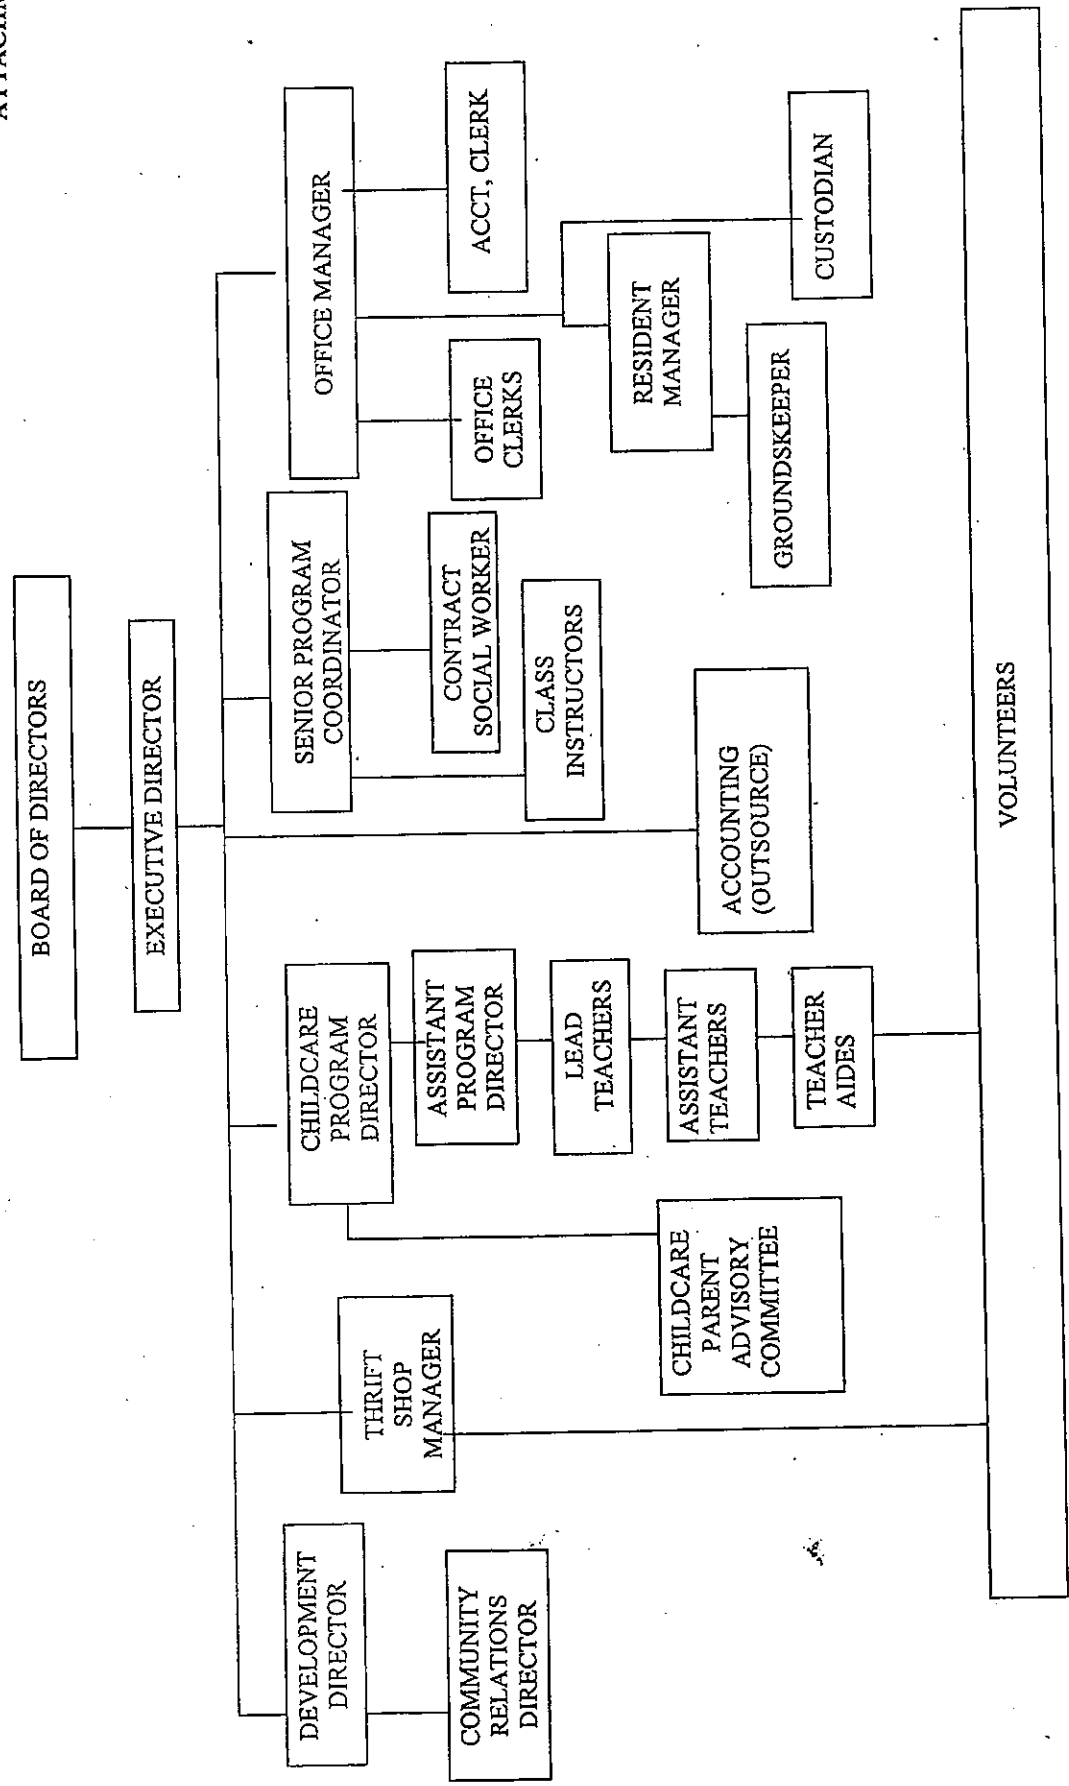 BOARD OF DIRECTORS
EXECUTIVE DIRECTOR
DEVELOPMENT
DIRECTOR
COMMUNITY
RELATIONS
DIRECTOR
THRIFT
SHOP
MANAGER
CHILDCARE
PROGRAM
DIRECTOR
ASSISTANT
PROGRAM
DIRECTOR
LEAD
TEACHERS
ASSISTANT
TEACHERS
TEACHER
AIDES
CHILDCARE
PARENT
ADVISORY
COMMITTEE
ACCOUNTING
(OUTSOURCE)
SENIOR PROGRAM
COORDINATOR
CONTRACT
SOCIAL WORKER
CLASS
INSTRUCTORS
OFFICE MANAGER
OFFICE
CLERKS
ACCT, CLERK
RESIDENT
MANAGER
GROUNDSKEEPER
CUSTODIAN
VOLUNTEERS